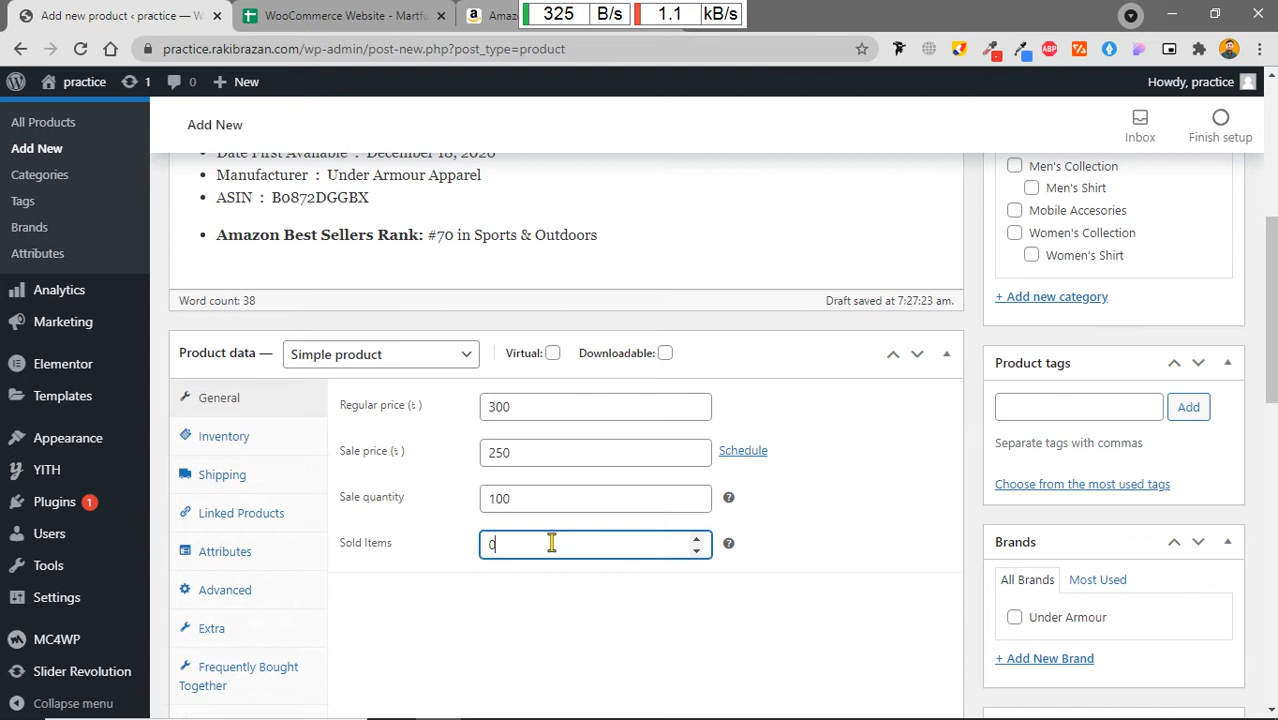 Add new product ‹ practice — W
WooCommerce Website - Martfu
Amaz
325 B/s 1.1 kB/s
practice.rakibrazan.com/wp-admin/post-new.php?post_type=product
practice 1 0 New
Howdy, practice
All Products
Add New
Categories
Tags
Brands
Attributes
Analytics
Marketing
Elementor
Templates
Appearance
YITH
Plugins 1
Users
Tools
Settings
MC4WP
Slider Revolution
Collapse menu
Add New
Inbox
Finish setup
Date First Available : December 18, 2020
Manufacturer : Under Armour Apparel
ASIN : B0872DGGBX
Amazon Best Sellers Rank: #70 in Sports & Outdoors
Word count: 38
Draft saved at 7:27:23 am.
Product data — Simple product Virtual: Downloadable:
General
Inventory
Shipping
Linked Products
Attributes
Advanced
Extra
Frequently Bought
Together
Regular price (৳ ) 300
Sale price (৳ ) 250 Schedule
Sale quantity 100
Sold Items 0
Men's Collection
Men's Shirt
Mobile Accesories
Women's Collection
Women's Shirt
+ Add new category
Product tags
Add
Separate tags with commas
Choose from the most used tags
Brands
All Brands Most Used
Under Armour
+ Add New Brand